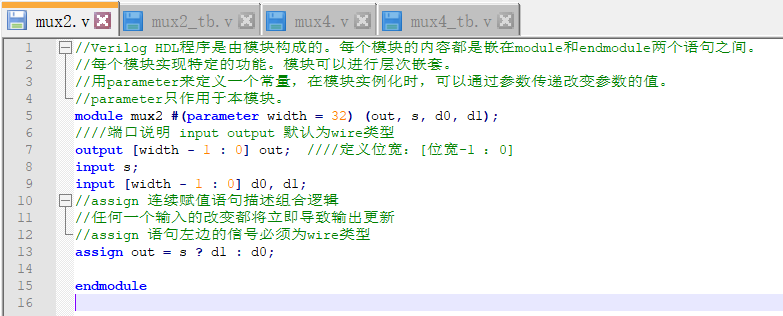 mux2.v mux2_tb.v mux4.v mux4_tb.v
1 //Verilog HDL程序是由模块构成的。每个模块的内容都是嵌在module和endmodule两个语句之间。
2 //每个模块实现特定的功能。模块可以进行层次嵌套。
3 //用parameter来定义一个常量，在模块实例化时，可以通过参数传递改变参数的值。
4 //parameter只作用于本模块。
5 module mux2 #(parameter width = 32) (out, s, d0, d1);
6 ////端口说明 input output 默认为wire类型
7 output [width - 1 : 0] out;  ////定义位宽：[位宽-1 ：0]
8 input s;
9 input [width - 1 : 0] d0, d1;
10 //assign 连续赋值语句描述组合逻辑
11 //任何一个输入的改变都将立即导致输出更新
12 //assign 语句左边的信号必须为wire类型
13 assign out = s ? d1 : d0;
14
15 endmodule
16